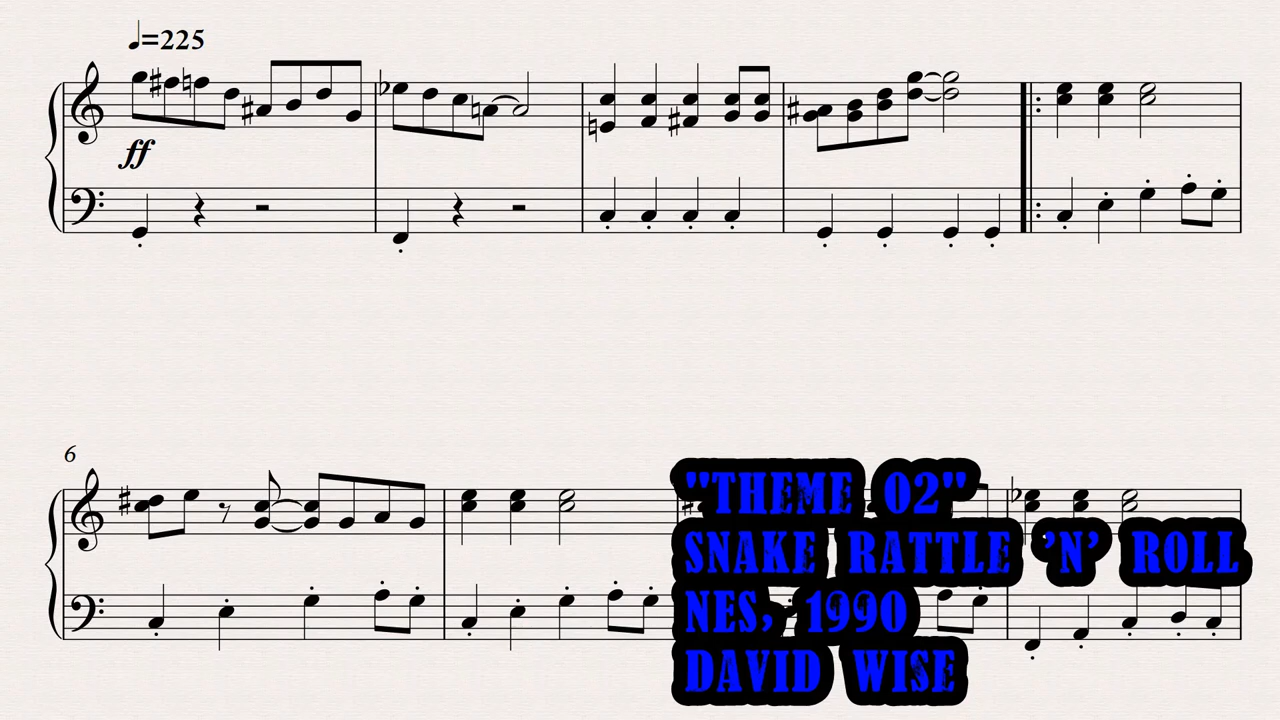 ♩=225
ff
6
"THEME 02"
SNAKE RATTLE 'N' ROLL
NES, 1990
DAVID WISE